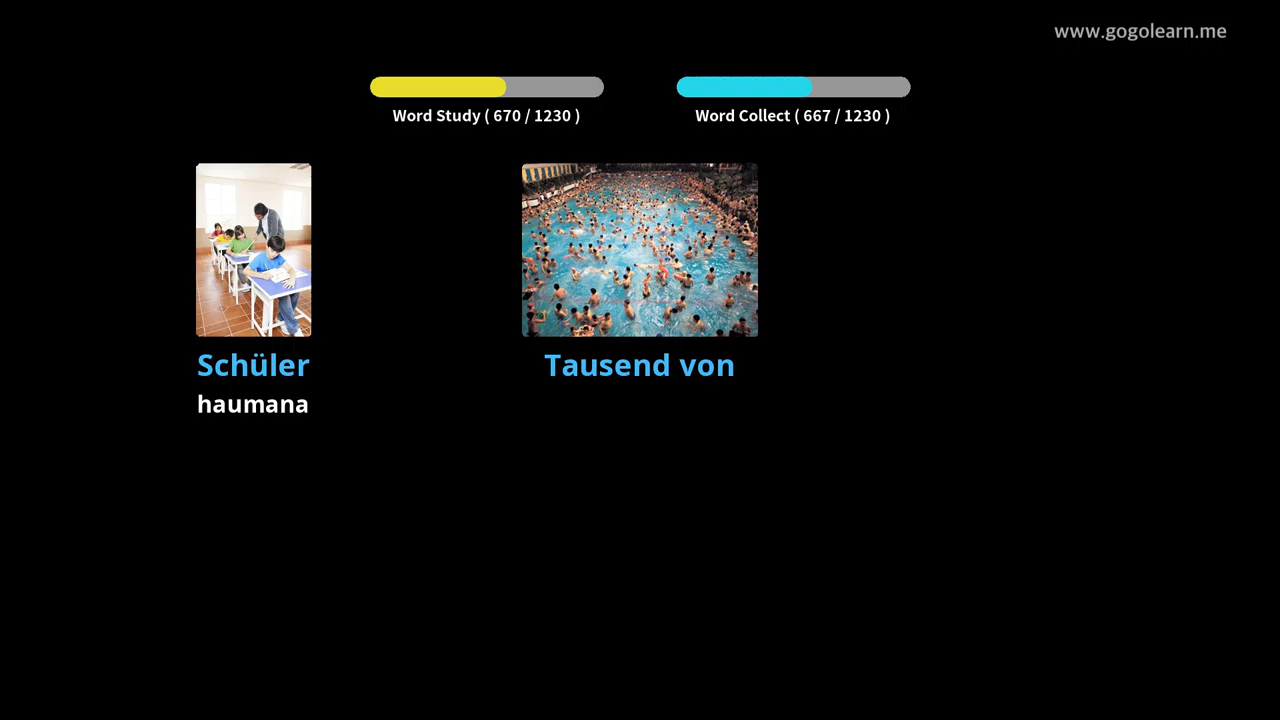 www.gogolearn.me
Word Study ( 670 / 1230 )
Word Collect ( 667 / 1230 )
Schüler
haumana
Tausend von